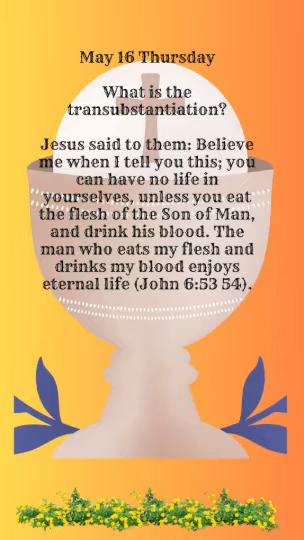 May 16 Thursday
What is the
transubstantiation?
Jesus said to them: Believe
me when I tell you this; you
can have no life in
yourselves, unless you eat
the flesh of the Son of Man,
and drink his blood. The
man who eats my flesh and
drinks my blood enjoys
eternal life (John 6:53 54).